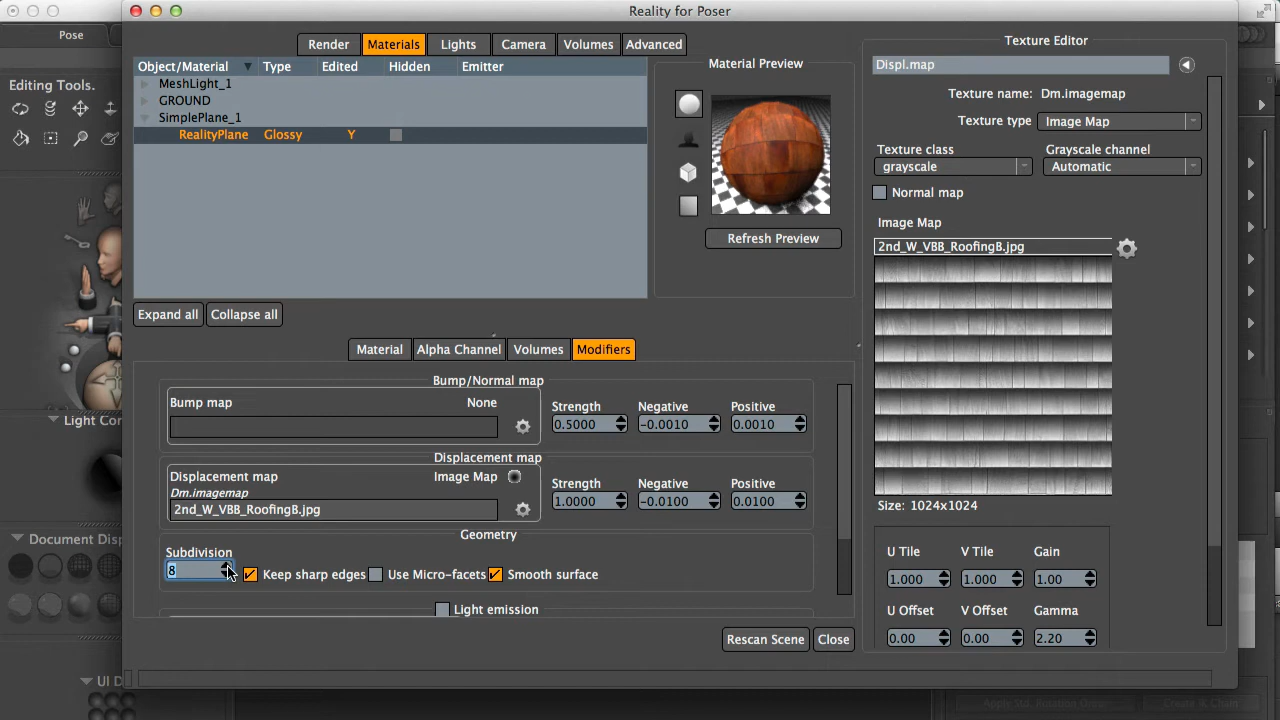 Reality for Poser
Pose
Render Materials Lights Camera Volumes Advanced
Texture Editor
Object/Material Type Edited Hidden Emitter
MeshLight_1
GROUND
SimplePlane_1
RealityPlane Glossy Y
Material Preview
Refresh Preview
Expand all Collapse all
Editing Tools.
Light Con
Document Disp
UI D
Material Alpha Channel Volumes Modifiers
Bump/Normal map
Bump map None
Strength Negative Positive
0.5000 -0.0010 0.0010
Displacement map
Displacement map Image Map
Dm.imagemap
2nd_W_VBB_RoofingB.jpg
Strength Negative Positive
1.0000 -0.0100 0.0100
Geometry
Subdivision
8 Keep sharp edges Use Micro-facets Smooth surface
Light emission
Rescan Scene Close
Displ.map
Texture name: Dm.imagemap
Texture type Image Map
Texture class Grayscale channel
grayscale Automatic
Normal map
Image Map
2nd_W_VBB_RoofingB.jpg
Size: 1024x1024
U Tile V Tile Gain
1.000 1.000 1.00
U Offset V Offset Gamma
0.00 0.00 2.20